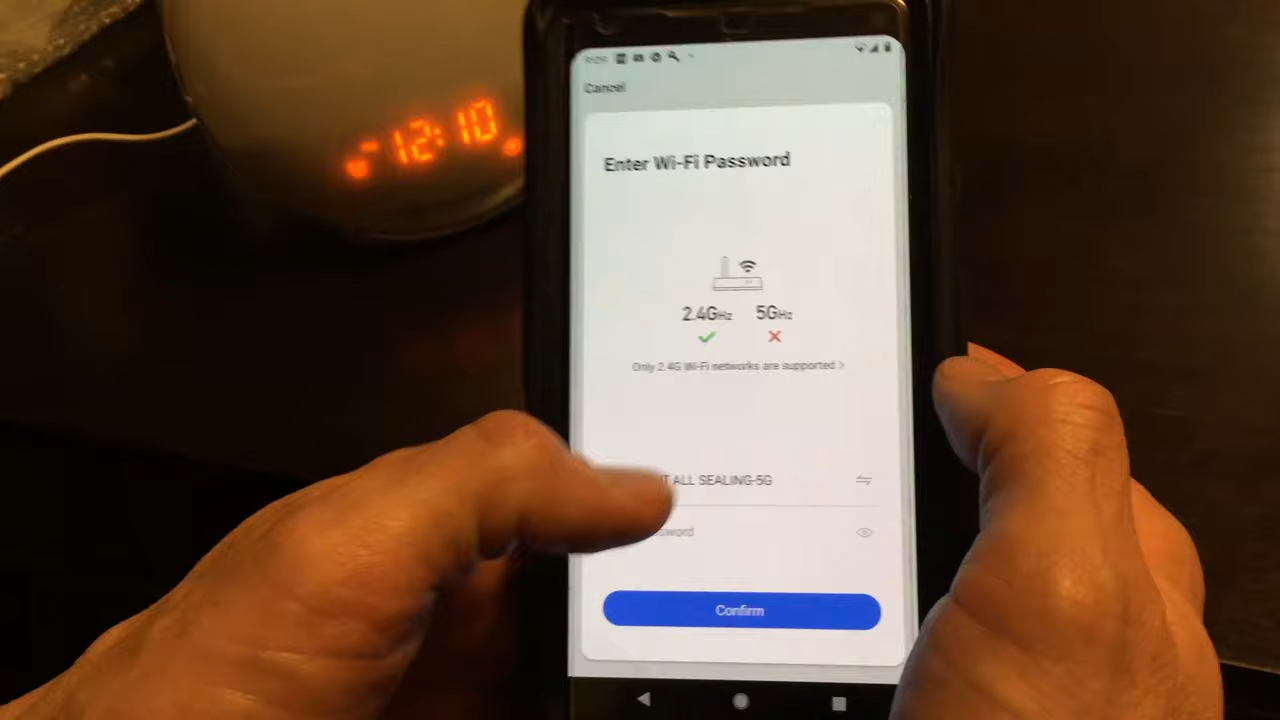 12:10
Cancel
Enter Wi-Fi Password
2.4GHz 5GHz
Only 2.4G Wi-Fi networks are supported >
ALL SEALING-5G
Confirm